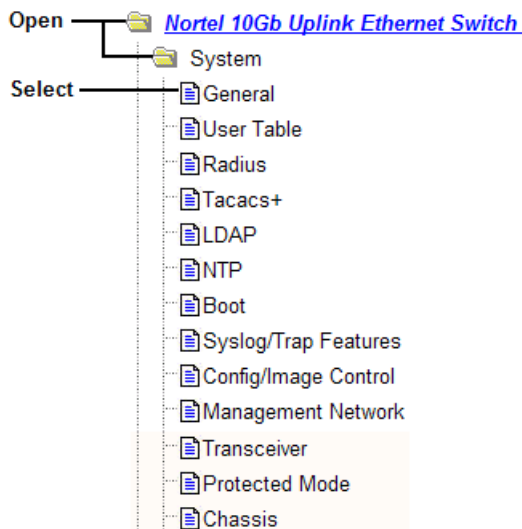 Open Nortel 10Gb Uplink Ethernet Switch
System
Select General
User Table
Radius
Tacacs+
LDAP
NTP
Boot
Syslog/Trap Features
Config/Image Control
Management Network
Transceiver
Protected Mode
Chassis